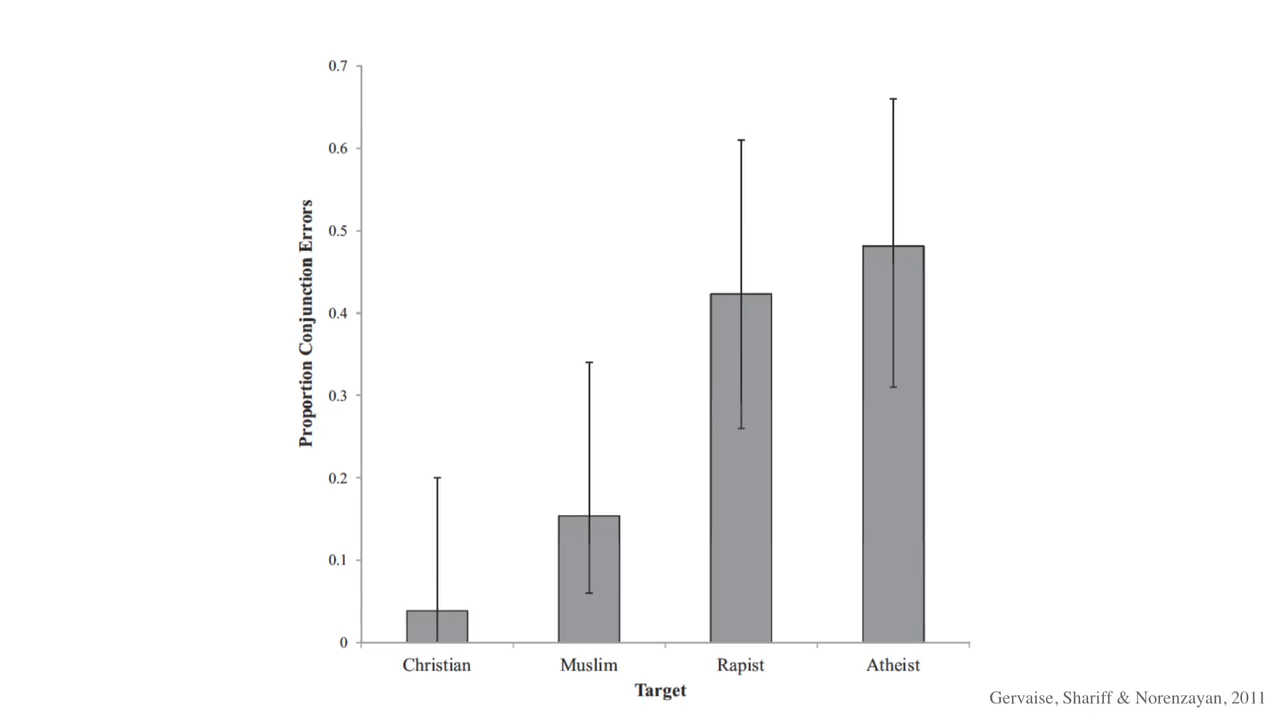 0.7
0.6
0.5
0.4
0.3
0.2
0.1
0
Proportion Conjunction Errors
Christian Muslim Rapist Atheist
Target
Gervaise, Shariff & Norenzayan, 2011